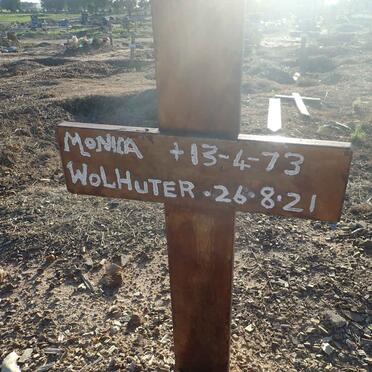 MONICA +13-4-73
WOLHUTER.26.8.21